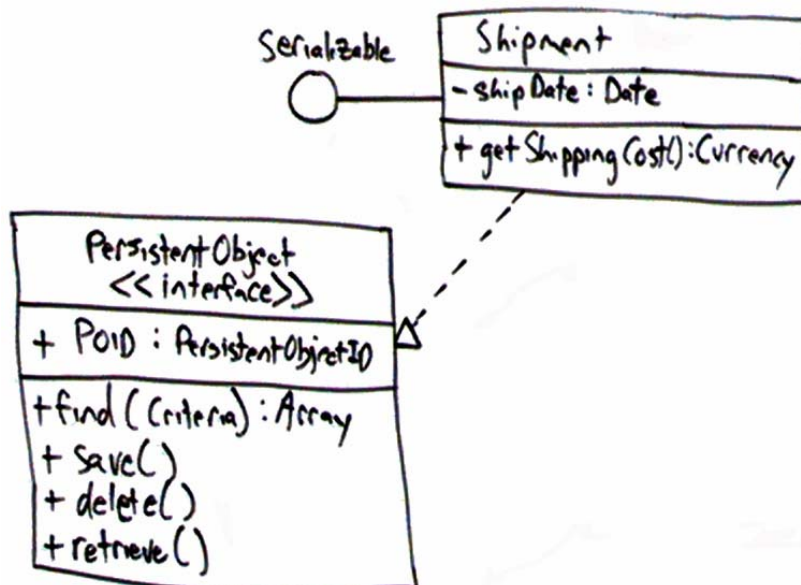 Serializable
Shipment
- shipDate : Date
+ getShippingCost() : Currency
PersistentObject
<<interface>>
+ POID : PersistentObjectID
+ find (Criteria) : Array
+ save()
+ delete()
+ retrieve()